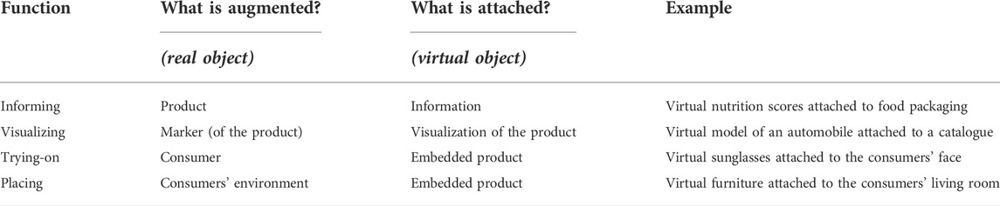 Function What is augmented? What is attached? Example
(real object) (virtual object)
Informing Product Information Virtual nutrition scores attached to food packaging
Visualizing Marker (of the product) Visualization of the product Virtual model of an automobile attached to a catalogue
Trying-on Consumer Embedded product Virtual sunglasses attached to the consumers’ face
Placing Consumers’ environment Embedded product Virtual furniture attached to the consumers’ living room